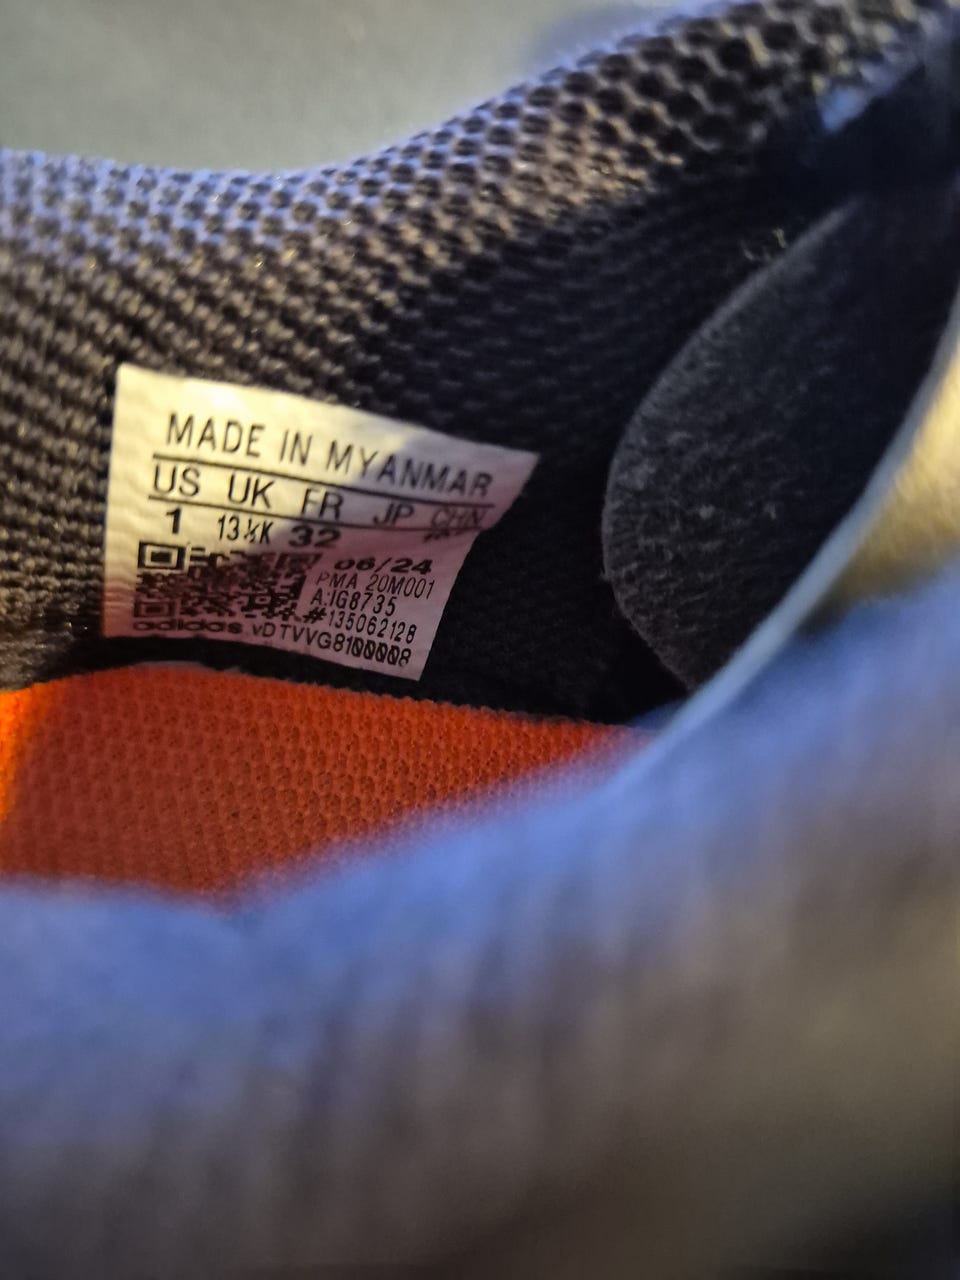 MADE IN MYANMAR
US UK FR JP CHN
1 13½K 32
06/24
PMA 20M001
A:IG8735
#135062128
adidas vDTVVG8100008